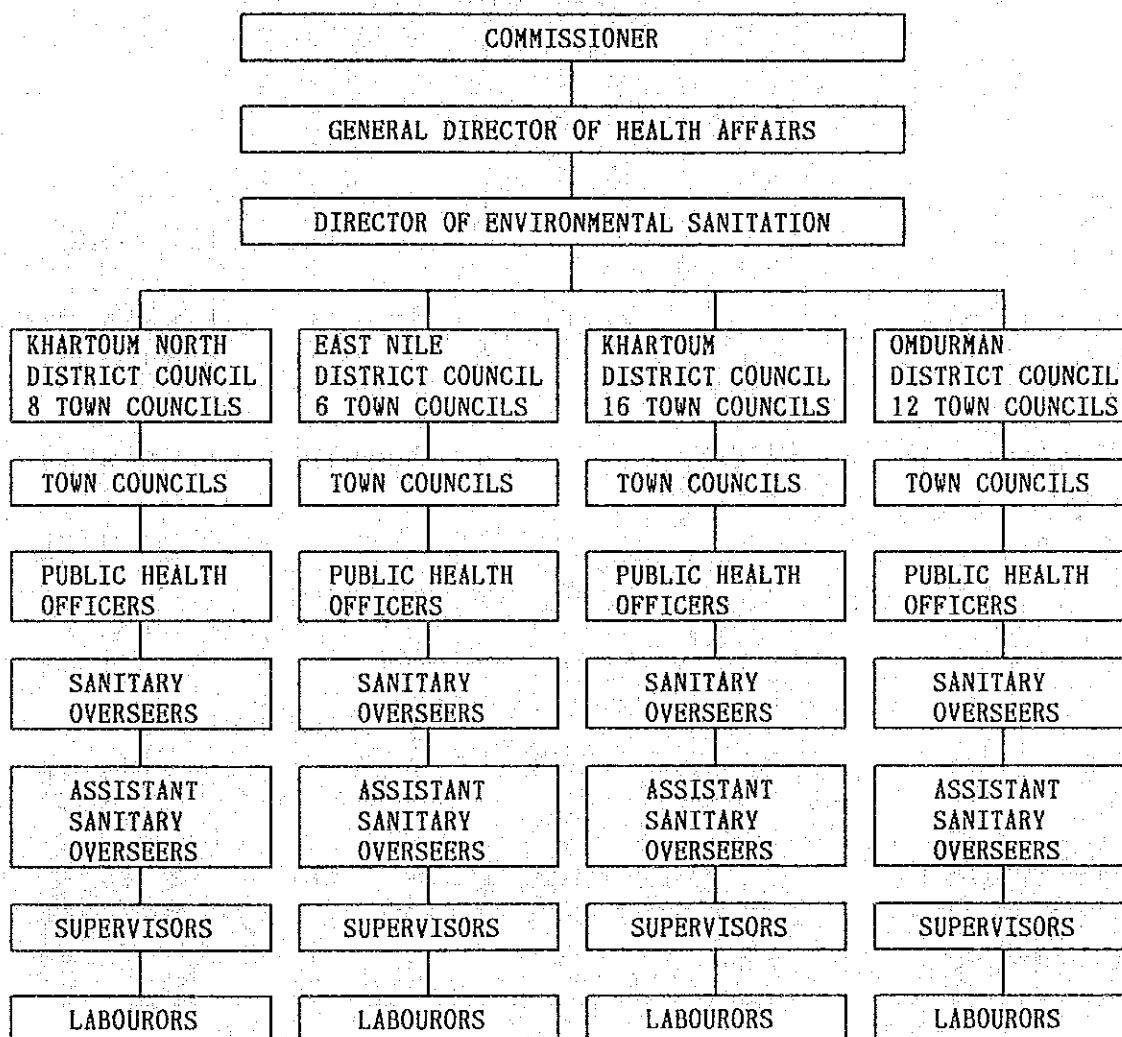 COMMISSIONER
GENERAL DIRECTOR OF HEALTH AFFAIRS
DIRECTOR OF ENVIRONMENTAL SANITATION
KHARTOUM NORTH
DISTRICT COUNCIL
8 TOWN COUNCILS
EAST NILE
DISTRICT COUNCIL
6 TOWN COUNCILS
KHARTOUM
DISTRICT COUNCIL
16 TOWN COUNCILS
OMDURMAN
DISTRICT COUNCIL
12 TOWN COUNCILS
TOWN COUNCILS
TOWN COUNCILS
TOWN COUNCILS
TOWN COUNCILS
PUBLIC HEALTH
OFFICERS
PUBLIC HEALTH
OFFICERS
PUBLIC HEALTH
OFFICERS
PUBLIC HEALTH
OFFICERS
SANITARY
OVERSEERS
SANITARY
OVERSEERS
SANITARY
OVERSEERS
SANITARY
OVERSEERS
ASSISTANT
SANITARY
OVERSEERS
ASSISTANT
SANITARY
OVERSEERS
ASSISTANT
SANITARY
OVERSEERS
ASSISTANT
SANITARY
OVERSEERS
SUPERVISORS
SUPERVISORS
SUPERVISORS
SUPERVISORS
LABOURORS
LABOURORS
LABOURORS
LABOURORS